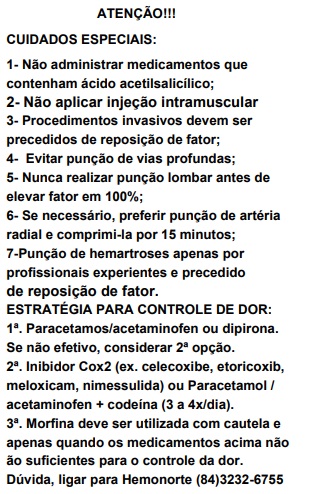 ATENÇÃO!!!
CUIDADOS ESPECIAIS:
1- Não administrar medicamentos que
contenham ácido acetilsalicílico;
2- Não aplicar injeção intramuscular
3- Procedimentos invasivos devem ser
precedidos de reposição de fator;
4-  Evitar punção de vias profundas;
5- Nunca realizar punção lombar antes de
elevar fator em 100%;
6- Se necessário, preferir punção de artéria
radial e comprimi-la por 15 minutos;
7-Punção de hemartroses apenas por
profissionais experientes e precedido
de reposição de fator.
ESTRATÉGIA PARA CONTROLE DE DOR:
1ª. Paracetamos/acetaminofen ou dipirona.
Se não efetivo, considerar 2ª opção.
2ª. Inibidor Cox2 (ex. celecoxibe, etoricoxib,
meloxicam, nimessulida) ou Paracetamol /
acetaminofen + codeína (3 a 4x/dia).
3ª. Morfina deve ser utilizada com cautela e
apenas quando os medicamentos acima não
ão suficientes para o controle da dor.
Dúvida, ligar para Hemonorte (84)3232-6755